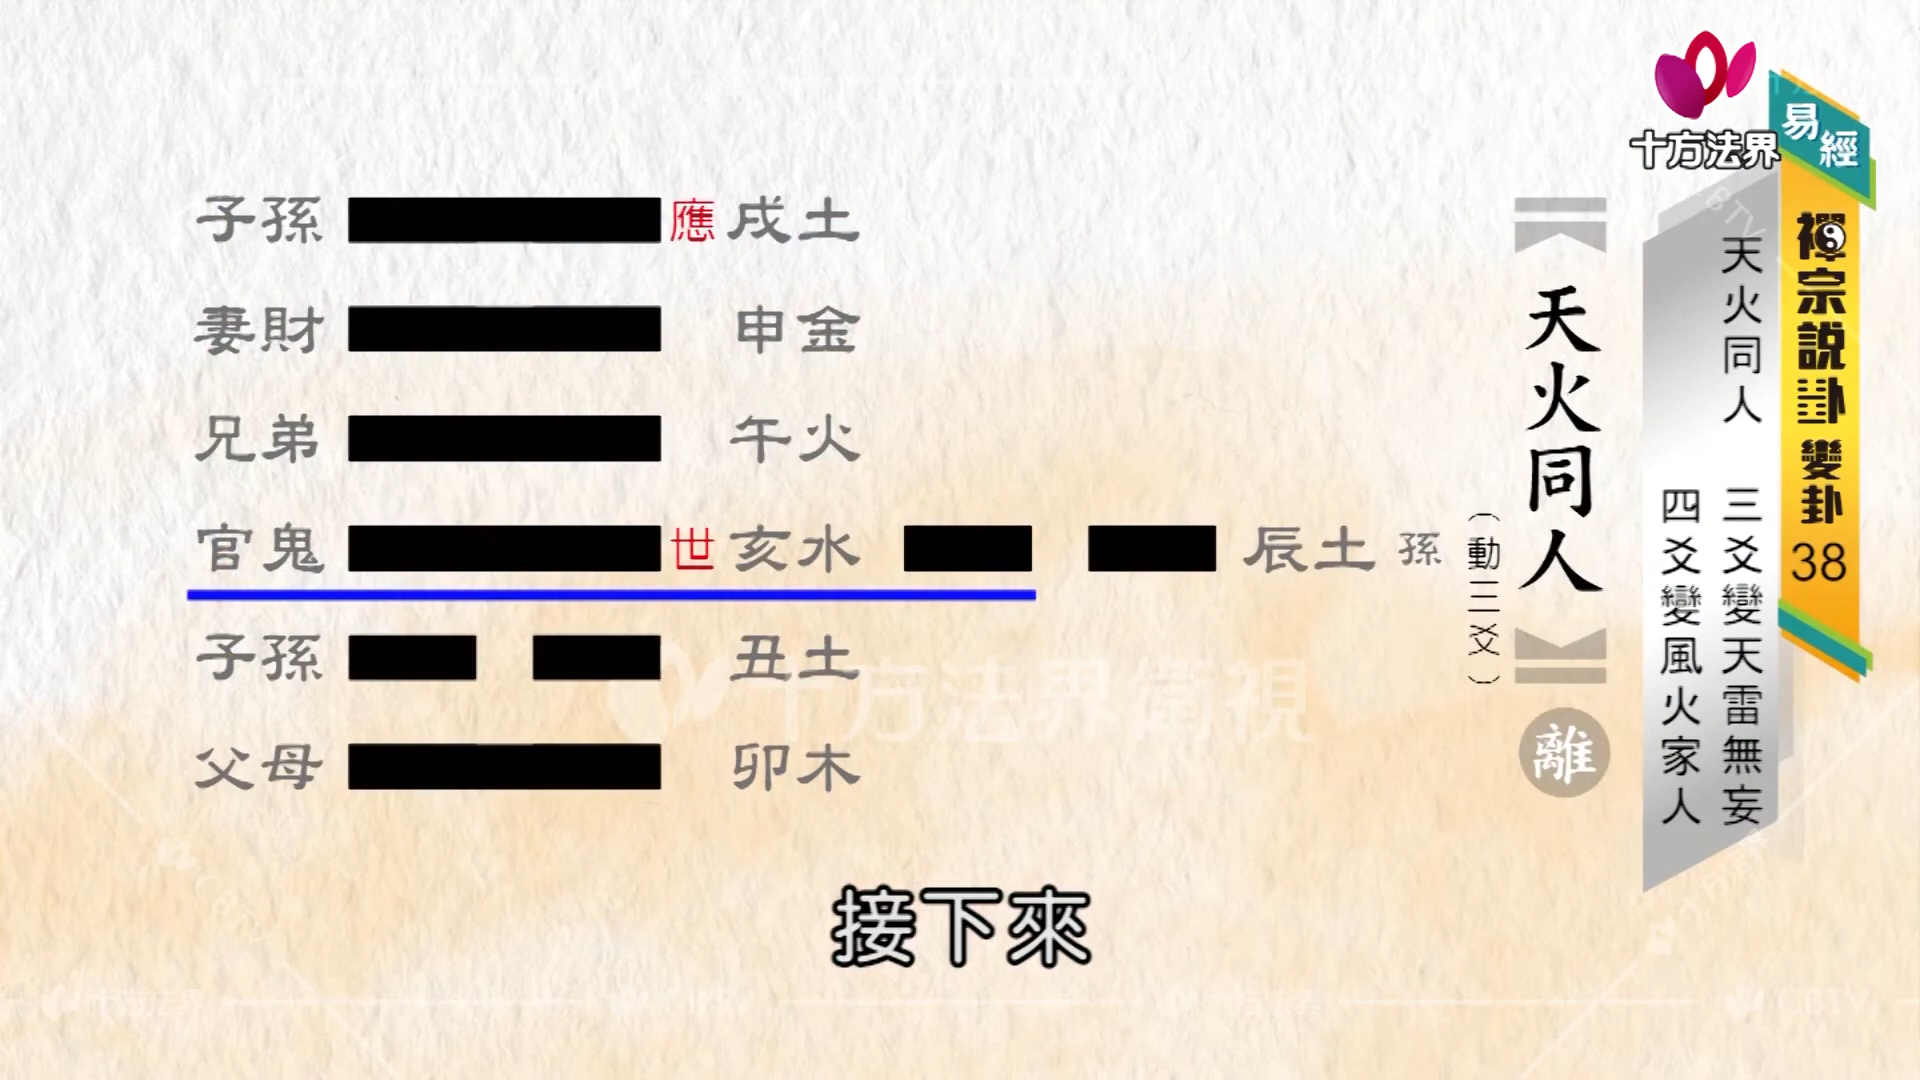 子孫 應 戌土
妻財 申金
兄弟 午火
官鬼 世 亥水 辰土 孫
子孫 丑土
父母 卯木
天火同人
(動三爻)
離
十方法界
易經
禪宗說卦 變卦 38
天火同人 三爻變天雷無妄
四爻變風火家人
十方法界衛視
接下來